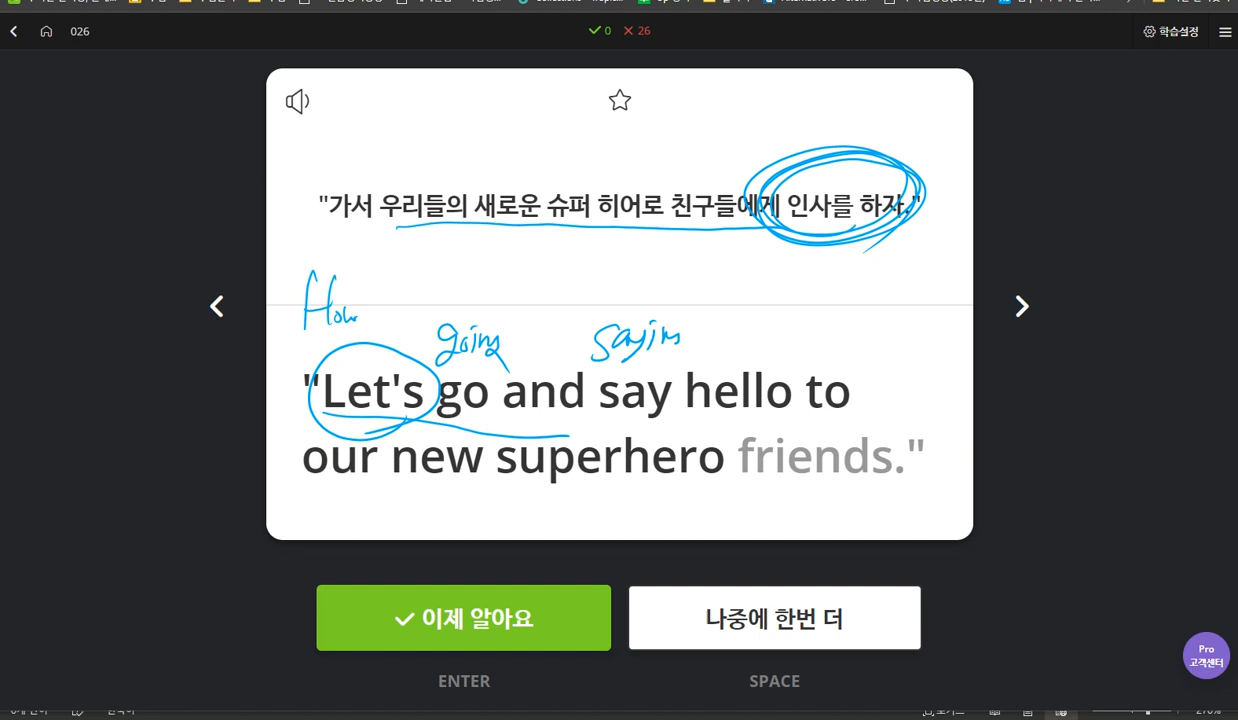 026
0
26
학습설정
"가서 우리들의 새로운 슈퍼 히어로 친구들에게 인사를 하자."
How
going
saying
"Let's go and say hello to
our new superhero friends."
이제 알아요
나중에 한번 더
ENTER
SPACE
Pro
고객센터